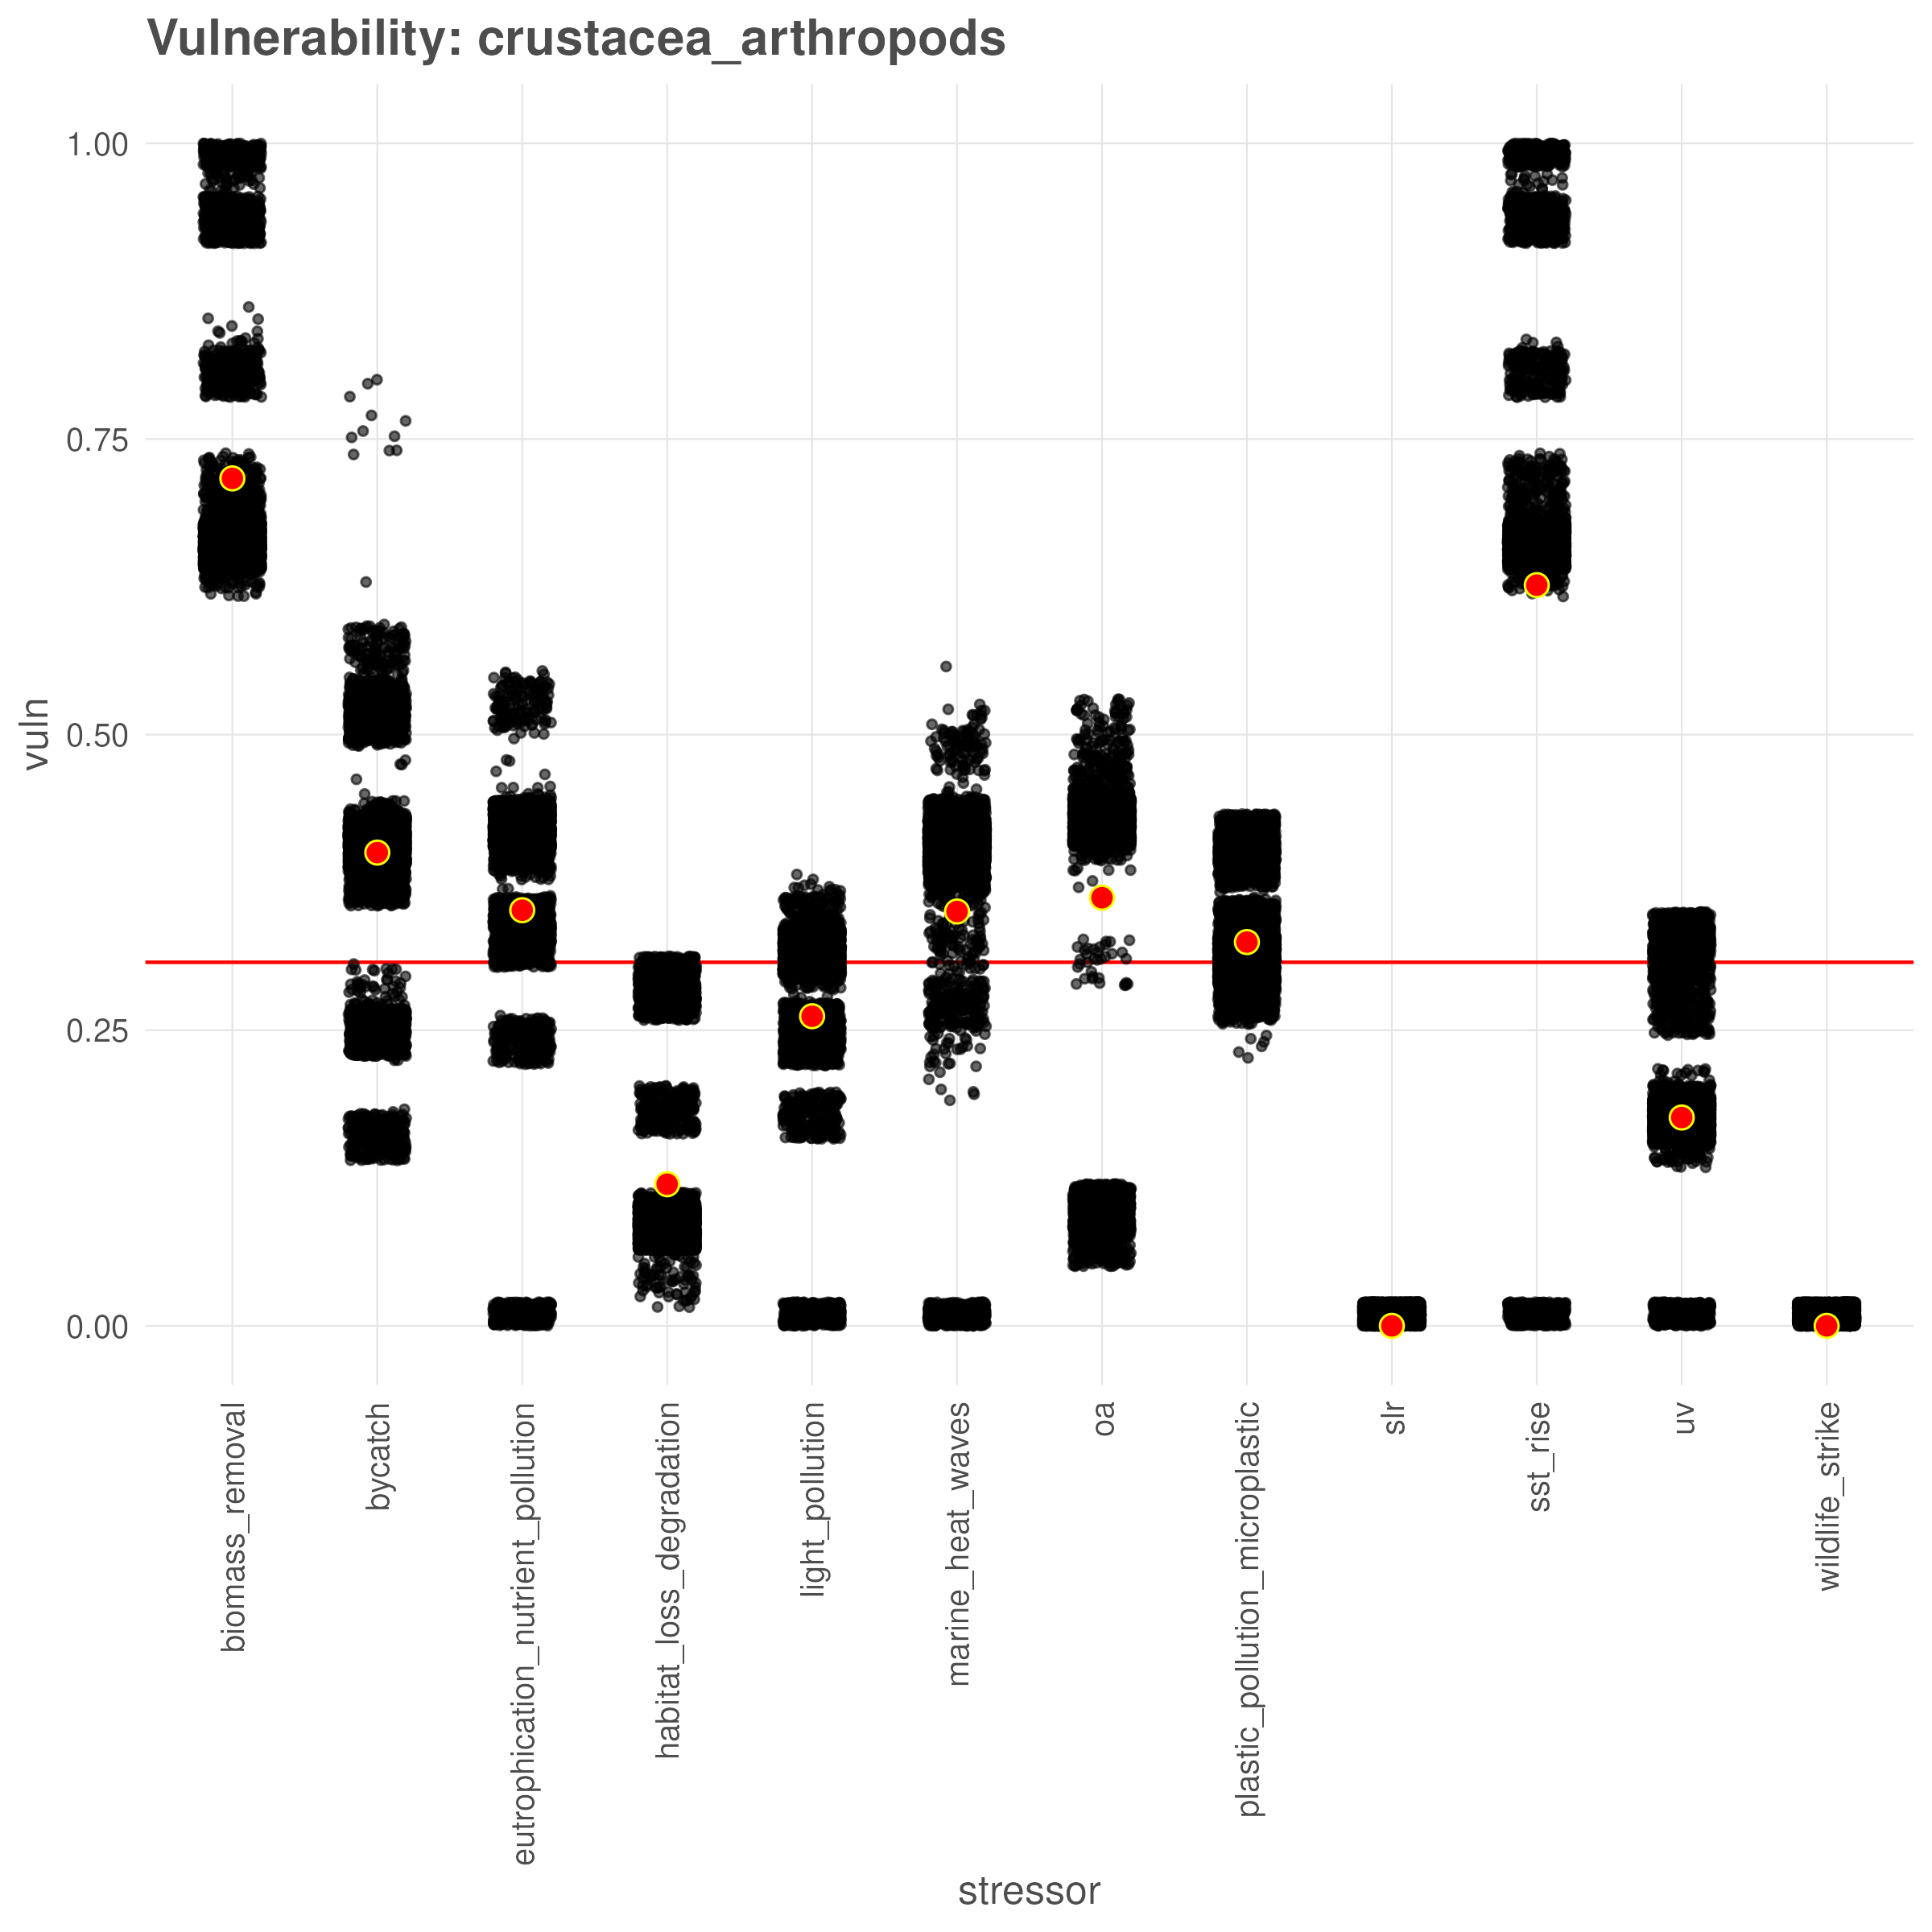 Vulnerability: crustacea_arthropods
vuln
1.00
0.75
0.50
0.25
0.00
biomass_removal
bycatch
eutrophication_nutrient_pollution
habitat_loss_degradation
light_pollution
marine_heat_waves
oa
plastic_pollution_microplastic
slr
sst_rise
uv
wildlife_strike
stressor